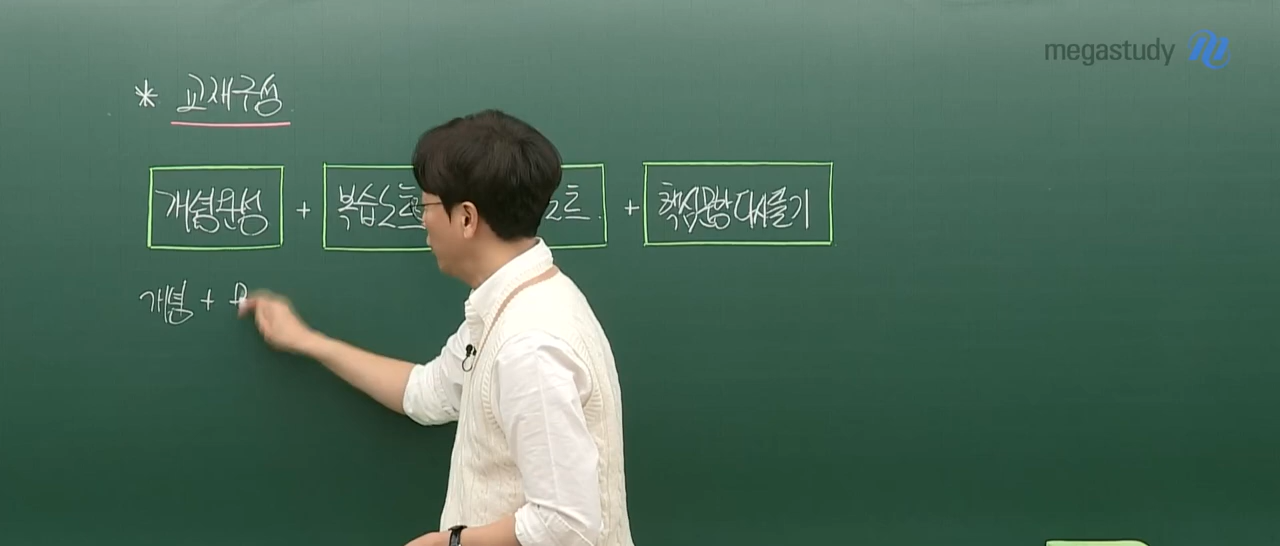 megastudy
* 교재구성
개념완성 + 복습노트 노트 + 핵심문항 다시풀기
개념 +